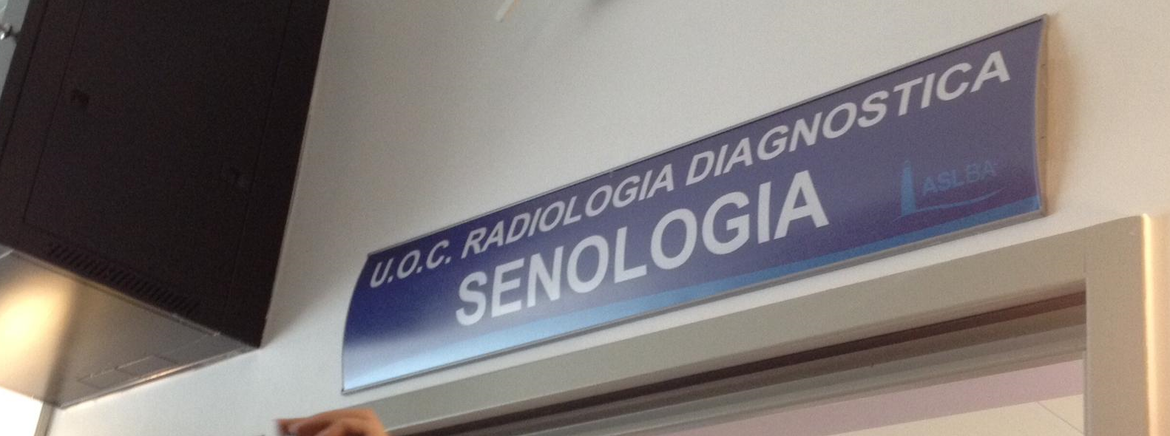 U.O.C. RADIOLOGIA DIAGNOSTICA
SENOLOGIA
ASLBA